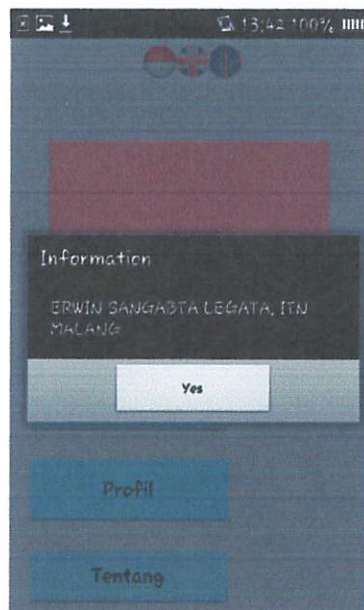 13:42 100%
Information
ERWIN SANGABTA LEGATA, ITN
MALANG
Yes
Profil
Tentang